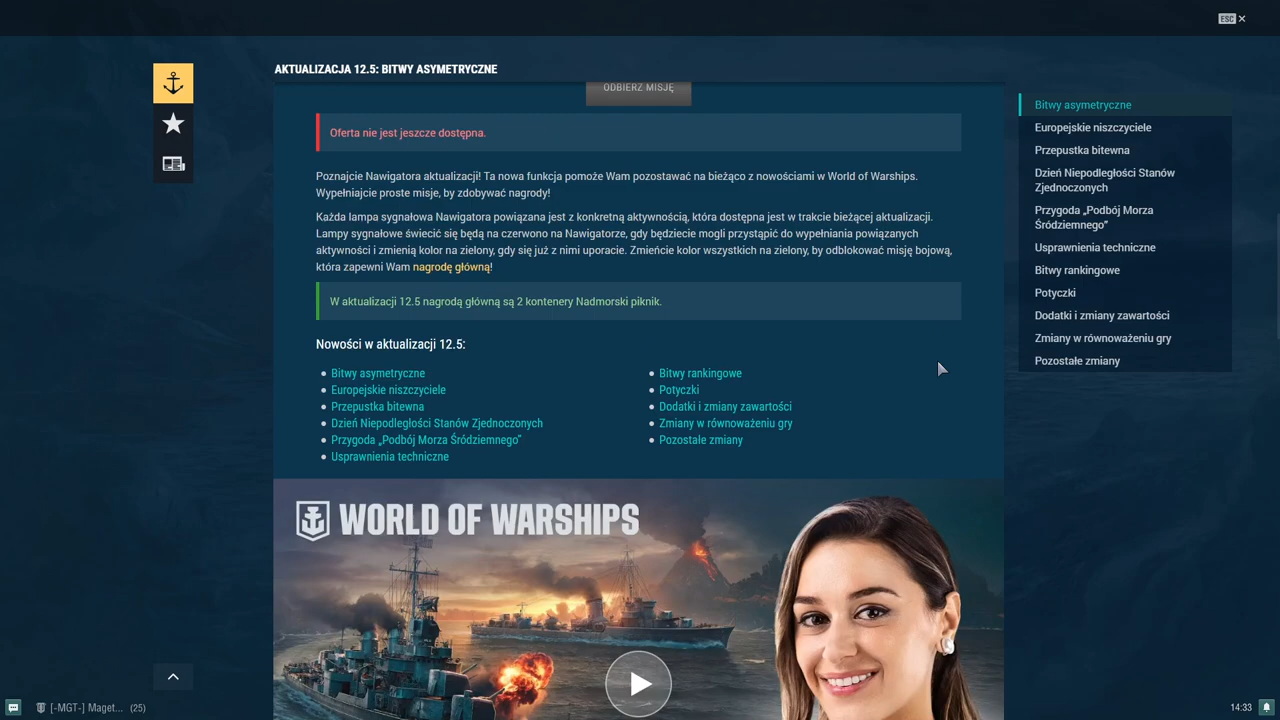 ESC ×
AKTUALIZACJA 12.5: BITWY ASYMETRYCZNE
ODBIERZ MISJĘ
Oferta nie jest jeszcze dostępna.
Poznajcie Nawigatora aktualizacji! Ta nowa funkcja pomoże Wam pozostawać na bieżąco z nowościami w World of Warships.
Wypełniajcie proste misje, by zdobywać nagrody!
Każda lampa sygnałowa Nawigatora powiązana jest z konkretną aktywnością, która dostępna jest w trakcie bieżącej aktualizacji.
Lampy sygnałowe świecić się będą na czerwono na Nawigatorze, gdy będziecie mogli przystąpić do wypełniania powiązanych
aktywności i zmienią kolor na zielony, gdy się już z nimi uporacie. Zmieńcie kolor wszystkich na zielony, by odblokować misję bojową,
która zapewni Wam nagrodę główną!
W aktualizacji 12.5 nagrodą główną są 2 kontenery Nadmorski piknik.
Nowości w aktualizacji 12.5:
Bitwy asymetryczne
Europejskie niszczyciele
Przepustka bitewna
Dzień Niepodległości Stanów Zjednoczonych
Przygoda „Podbój Morza Śródziemnego”
Usprawnienia techniczne
Bitwy rankingowe
Potyczki
Dodatki i zmiany zawartości
Zmiany w równoważeniu gry
Pozostałe zmiany
WORLD OF WARSHIPS
Bitwy asymetryczne
Europejskie niszczyciele
Przepustka bitewna
Dzień Niepodległości Stanów
Zjednoczonych
Przygoda „Podbój Morza
Śródziemnego”
Usprawnienia techniczne
Bitwy rankingowe
Potyczki
Dodatki i zmiany zawartości
Zmiany w równoważeniu gry
Pozostałe zmiany
[-MGT-] Maget... (25)
14:33